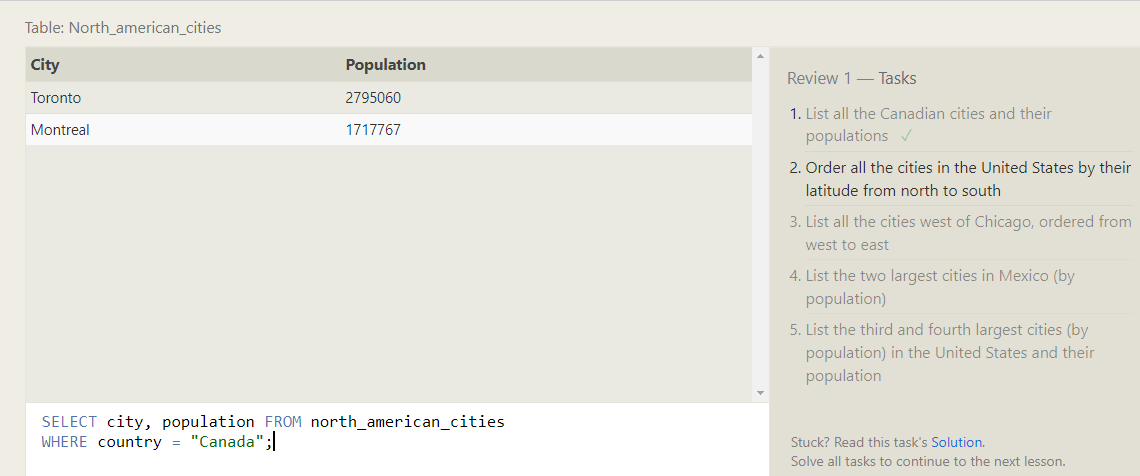 Table: North_american_cities
City Population
Toronto 2795060
Montreal 1717767
SELECT city, population FROM north_american_cities
WHERE country = "Canada";
Review 1 — Tasks
1. List all the Canadian cities and their
populations ✓
2. Order all the cities in the United States by their
latitude from north to south
3. List all the cities west of Chicago, ordered from
west to east
4. List the two largest cities in Mexico (by
population)
5. List the third and fourth largest cities (by
population) in the United States and their
population
Stuck? Read this task's Solution.
Solve all tasks to continue to the next lesson.